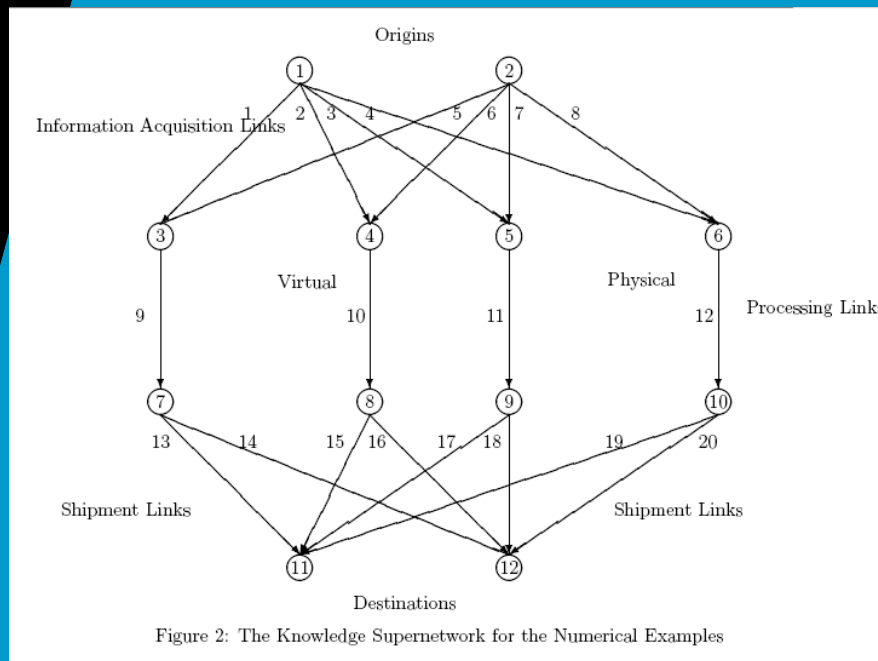 Origins
1 2
1 2 3 4 5 6 7 8
Information Acquisition Links
3 4 5 6
Virtual Physical
9 10 11 12 Processing Link
7 8 9 10
13 14 15 16 17 18 19 20
Shipment Links Shipment Links
11 12
Destinations
Figure 2: The Knowledge Supernetwork for the Numerical Examples